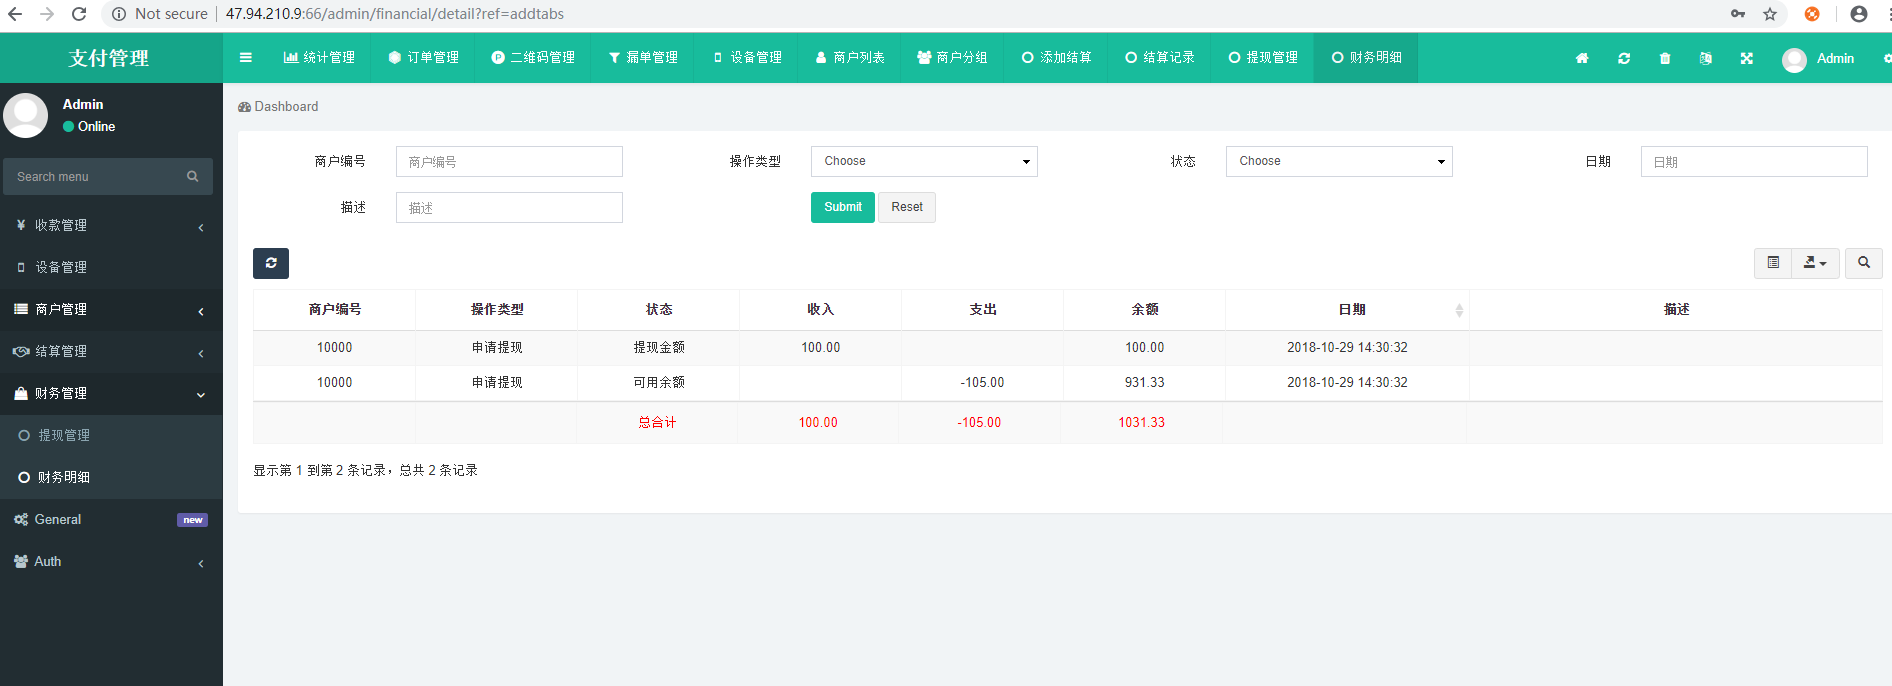 Not secure 47.94.210.9:66/admin/financial/detail?ref=addtabs
支付管理 统计管理 订单管理 二维码管理 漏单管理 设备管理 商户列表 商户分组 添加结算 结算记录 提现管理 财务明细 Admin
Admin
Online
Search menu
收款管理
设备管理
商户管理
结算管理
财务管理
提现管理
财务明细
General new
Auth
Dashboard
商户编号 商户编号 操作类型 Choose 状态 Choose 日期 日期
描述 描述 Submit Reset
商户编号 操作类型 状态 收入 支出 余额 日期 描述
10000 申请提现 提现金额 100.00 100.00 2018-10-29 14:30:32
10000 申请提现 可用余额 -105.00 931.33 2018-10-29 14:30:32
总合计 100.00 -105.00 1031.33
显示第 1 到第 2 条记录，总共 2 条记录